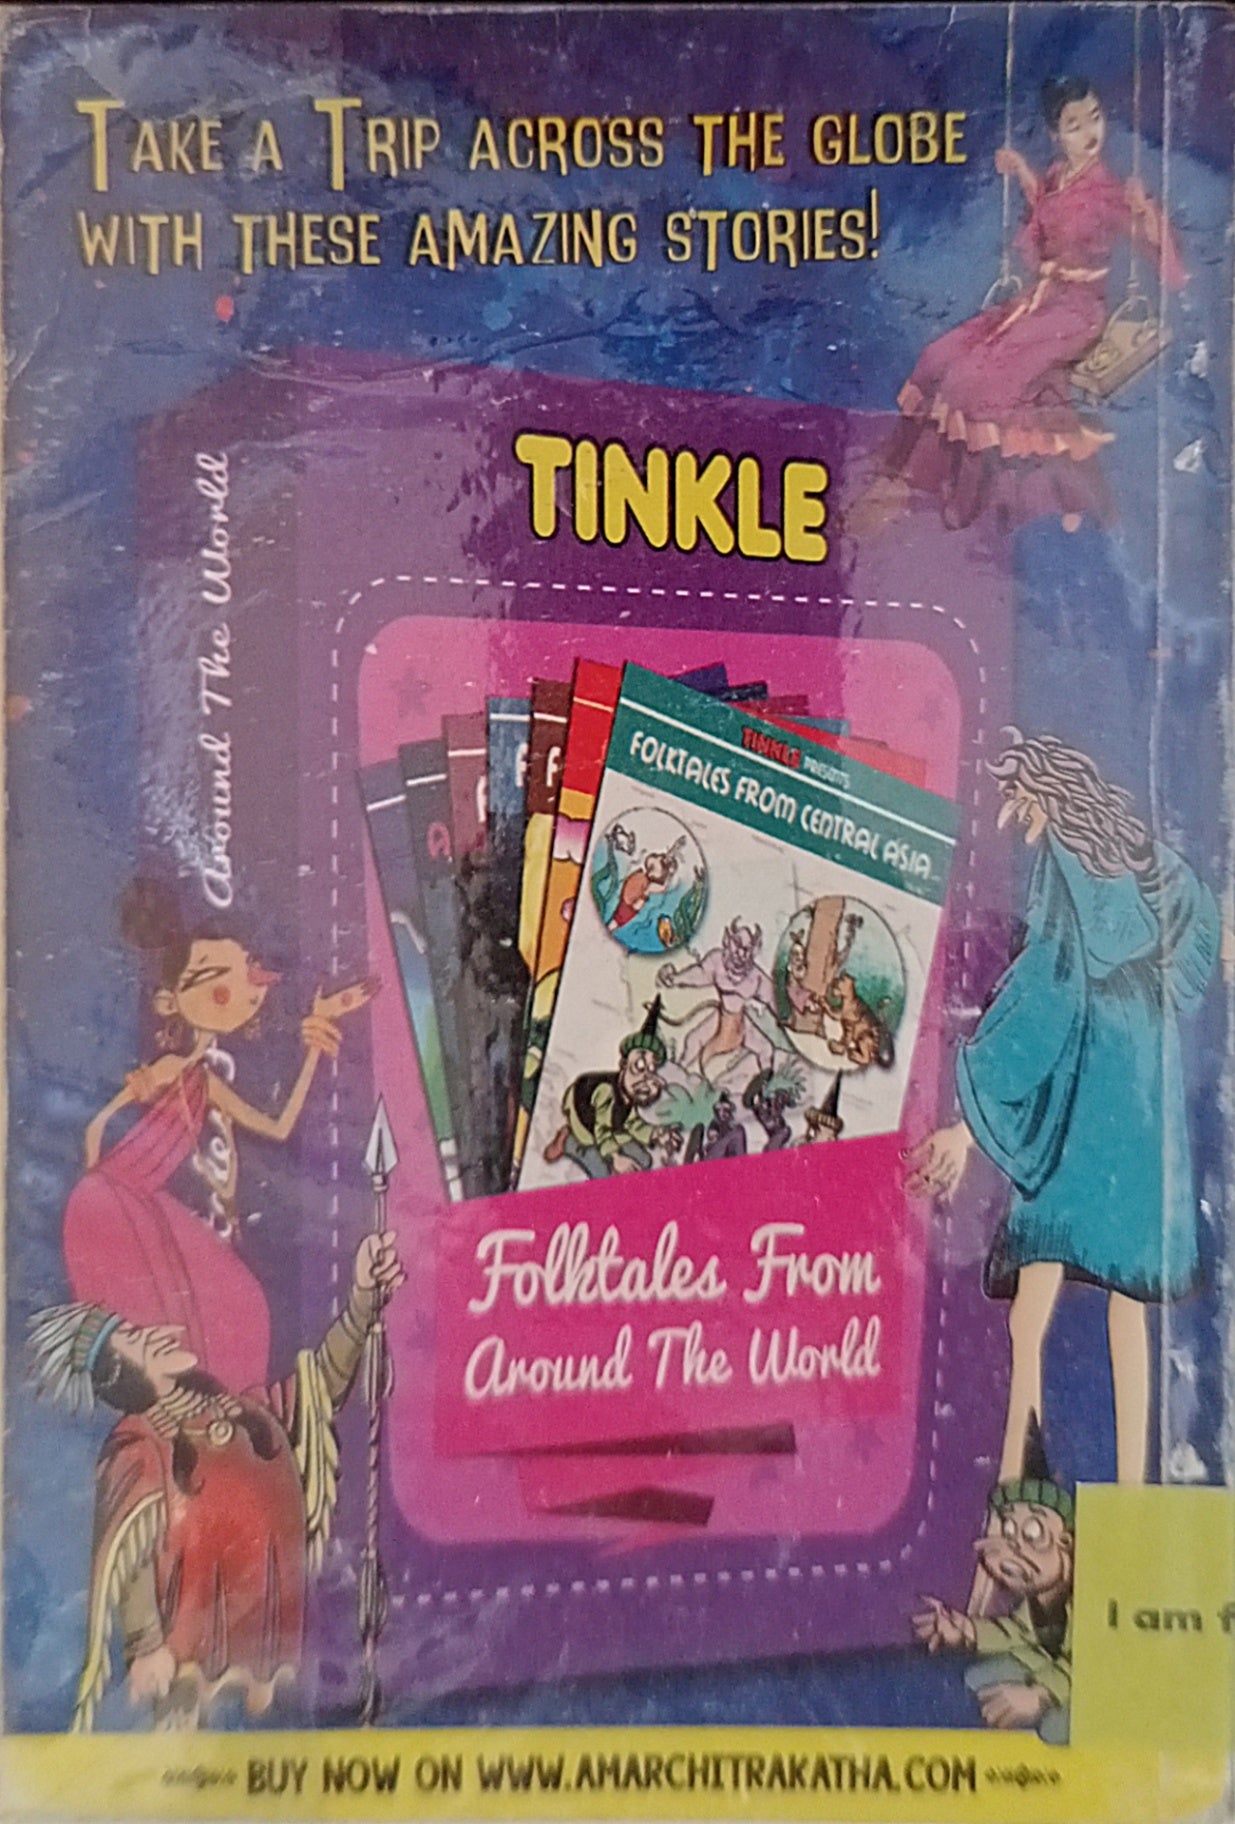 TAKE A TRIP ACROSS THE GLOBE
WITH THESE AMAZING STORIES!
TINKLE
Around The World
TINKLE PRESENTS
FOLKTALES FROM CENTRAL ASIA
Folktales From
Around The World
I am
BUY NOW ON WWW.AMARCHITRAKATHA.COM